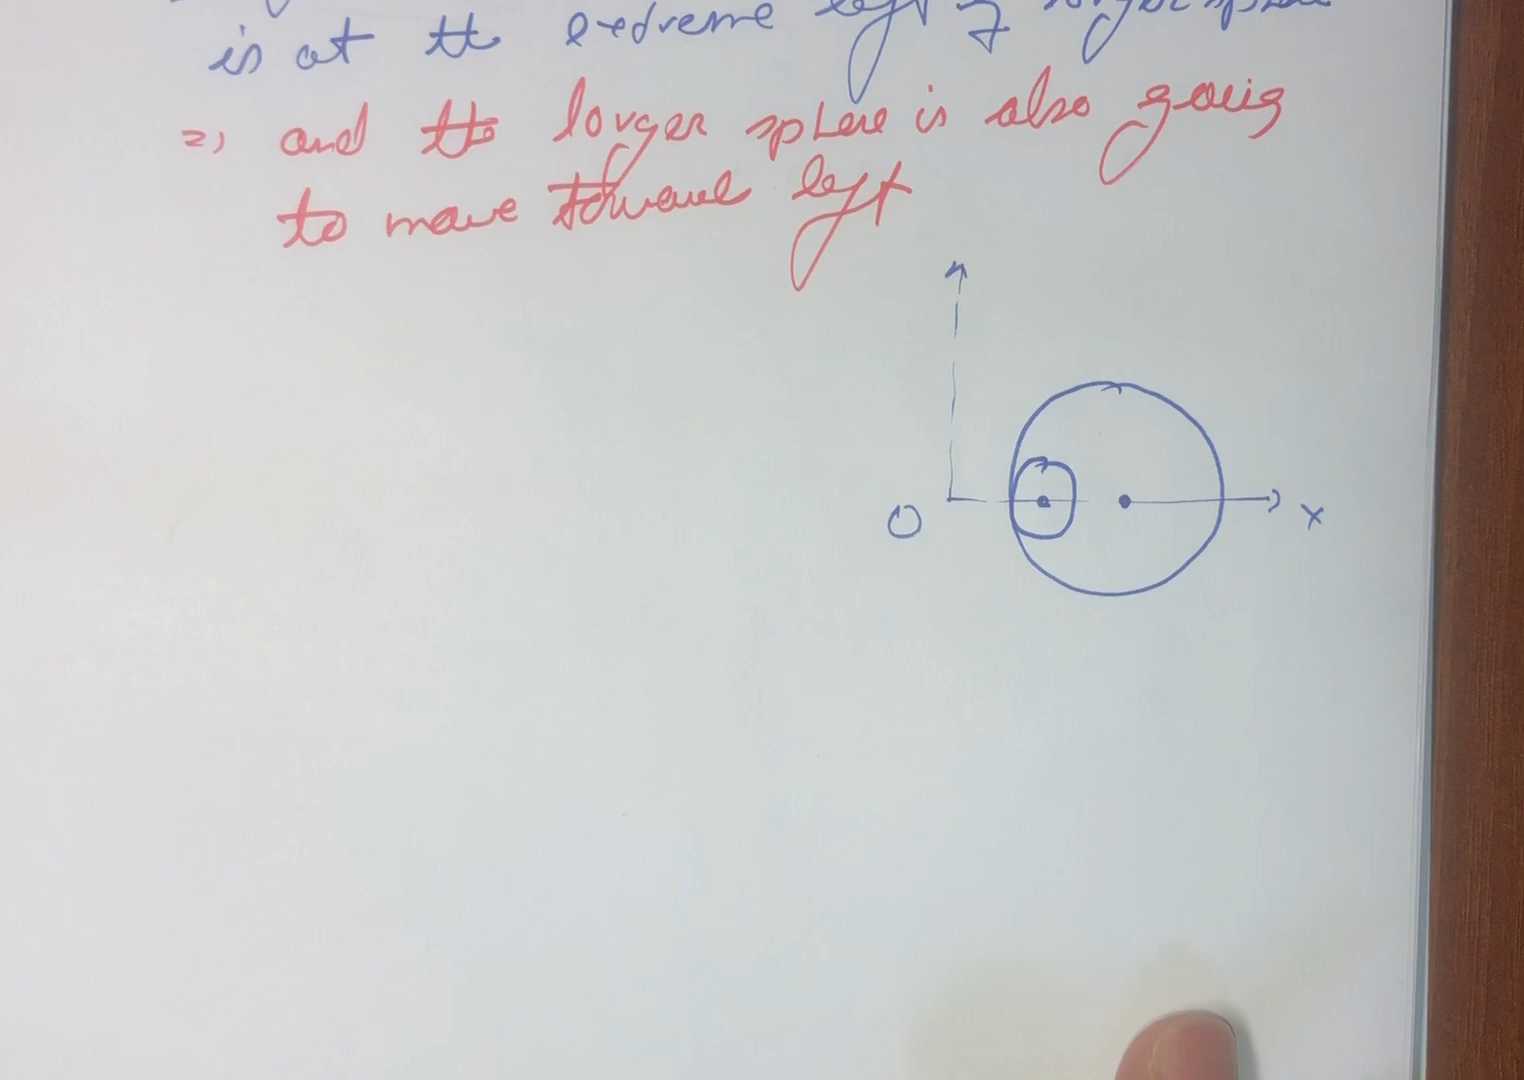 is at the extreme left of larger sphere
2) and the larger sphere is also going
to move toward left
O
x